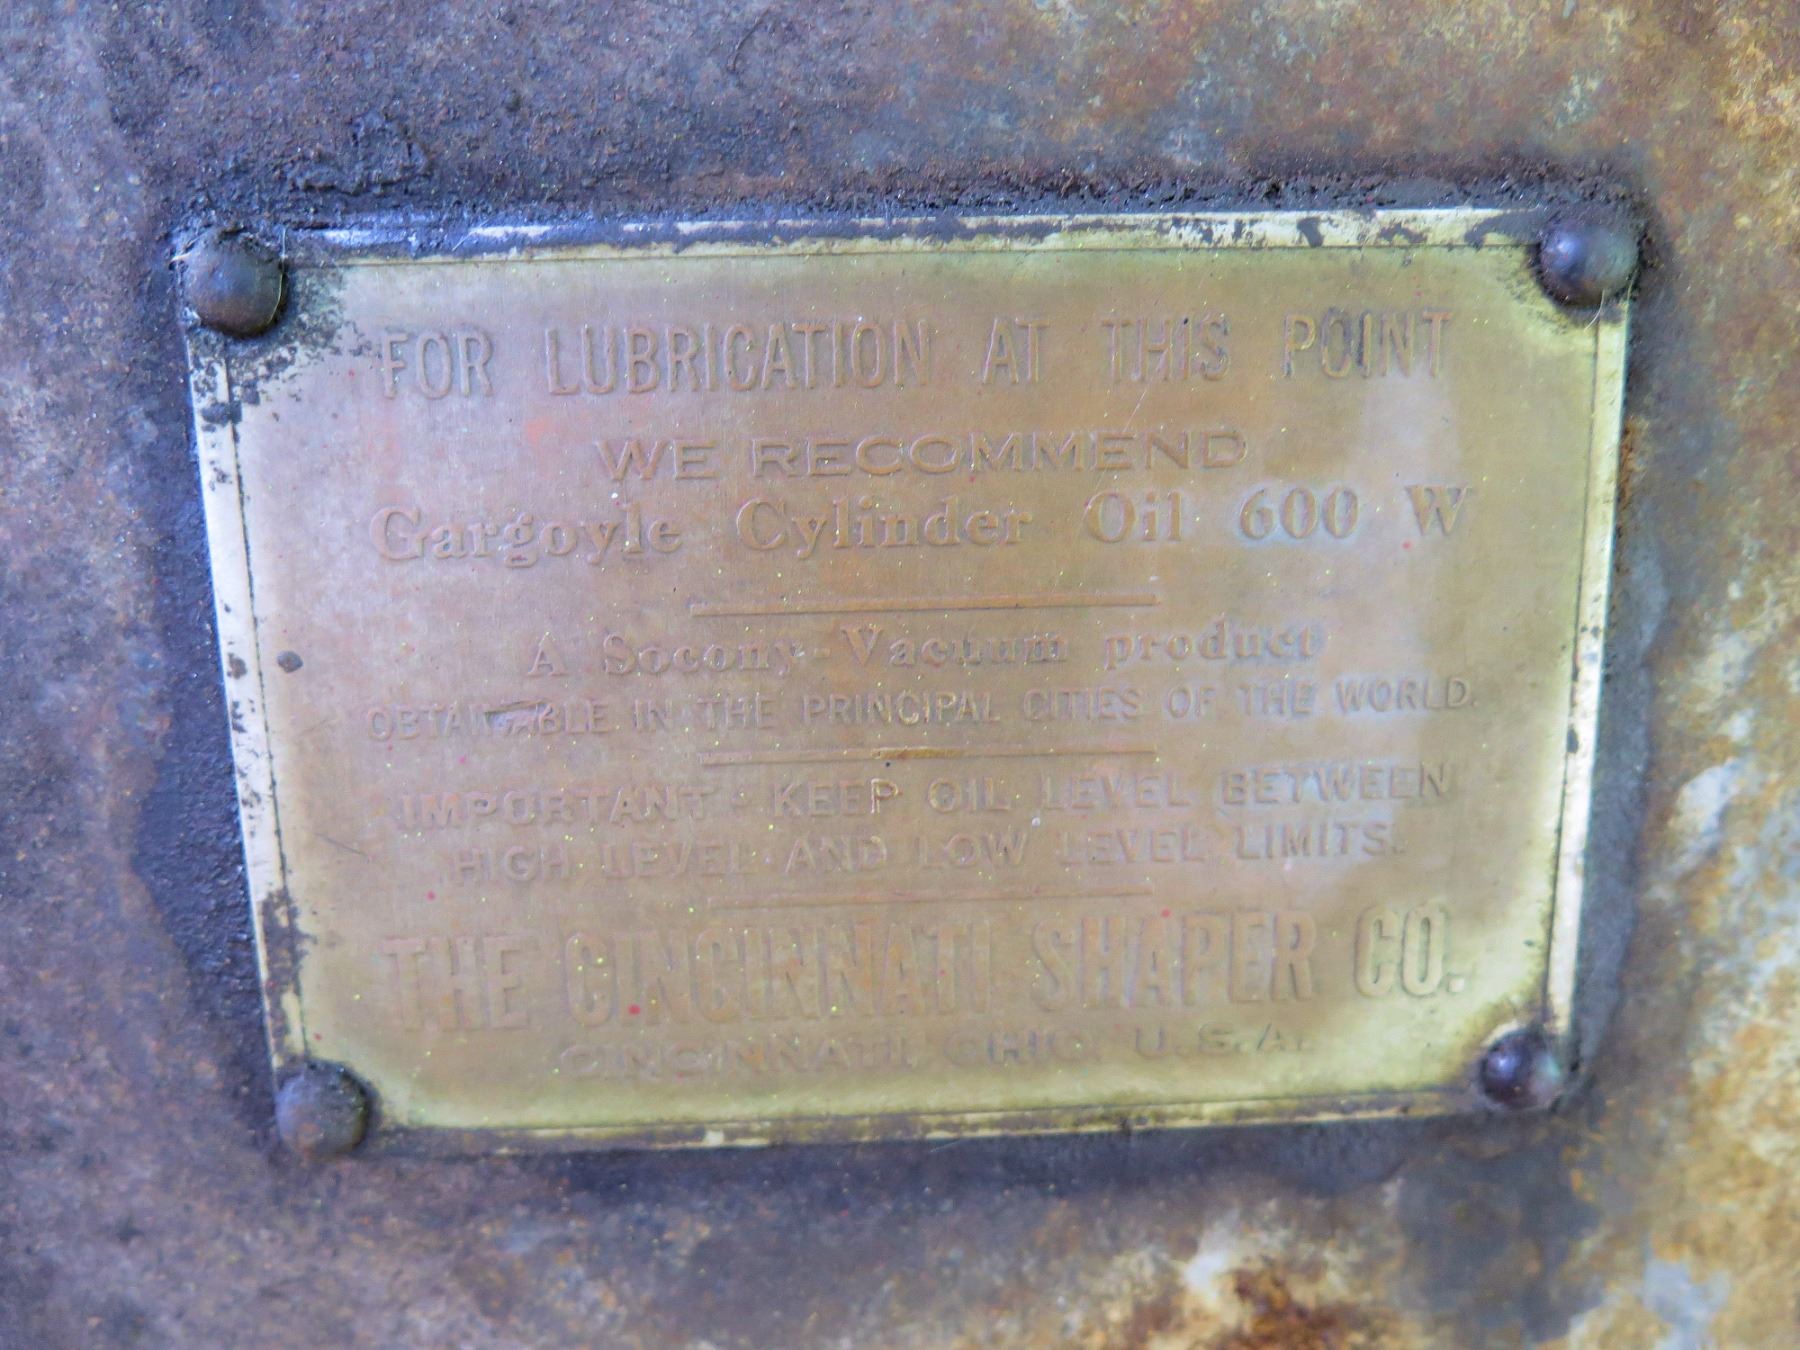 FOR LUBRICATION AT THIS POINT
WE RECOMMEND
Gargoyle Cylinder Oil 600 W
A Socony-Vacuum product
OBTAINABLE IN THE PRINCIPAL CITIES OF THE WORLD.
IMPORTANT - KEEP OIL LEVEL BETWEEN
HIGH LEVEL AND LOW LEVEL LIMITS.
THE CINCINNATI SHAPER CO.
CINCINNATI, OHIO, U.S.A.